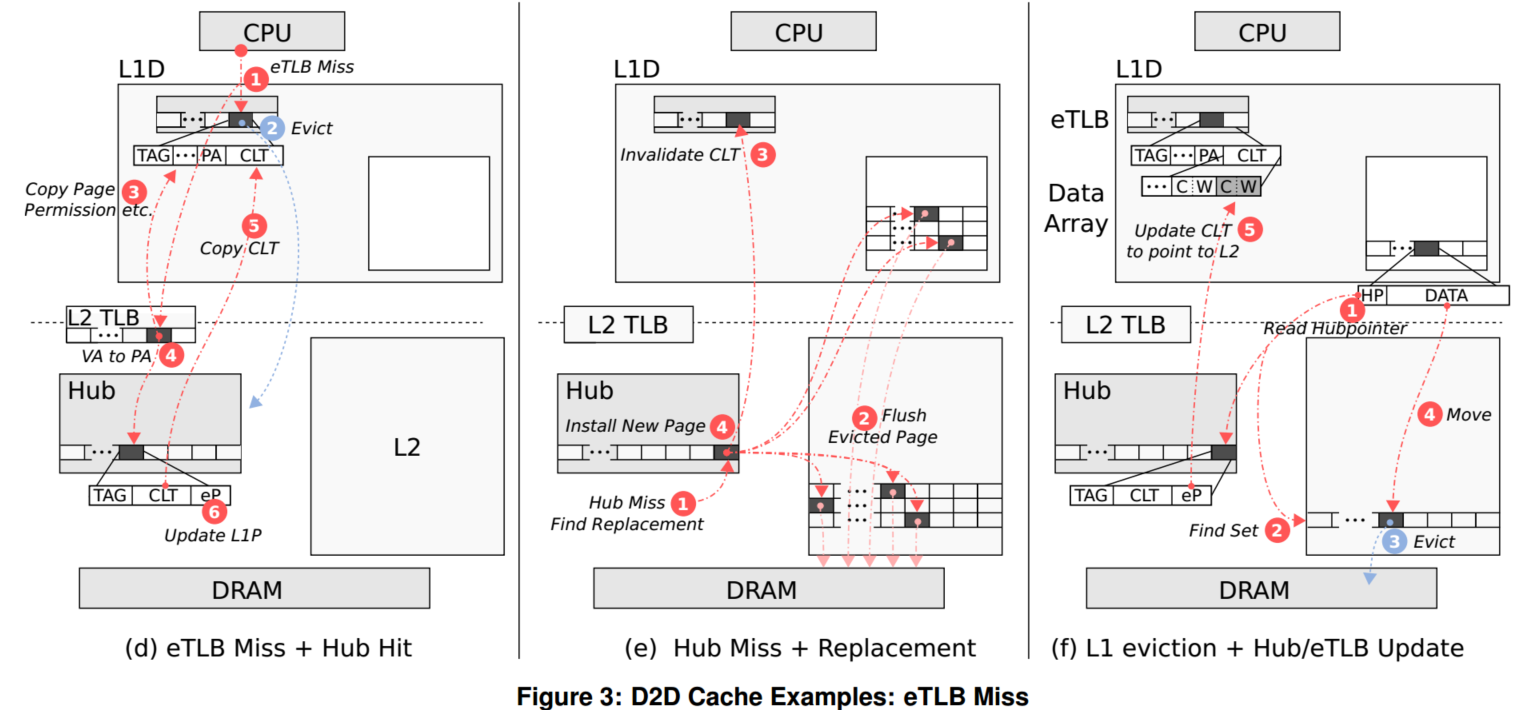 CPU
L1D
1
eTLB Miss
2
Evict
TAG
...
PA
CLT
Copy Page
3
Permission etc.
5
Copy CLT
L2 TLB
...
VA to PA
4
Hub
...
TAG
CLT
eP
6
Update L1P
L2
DRAM
(d) eTLB Miss + Hub Hit
CPU
L1D
...
Invalidate CLT
3
...
...
L2 TLB
Hub
Install New Page
4
...
2
Flush
Evicted Page
Hub Miss
1
Find Replacement
...
...
DRAM
(e) Hub Miss + Replacement
CPU
L1D
eTLB
...
TAG
...
PA
CLT
...
C
W
C
W
Data
Array
Update CLT
5
to point to L2
...
HP
DATA
1
Read Hubpointer
L2 TLB
Hub
...
TAG
CLT
eP
4
Move
Find Set
2
...
3
Evict
DRAM
(f) L1 eviction + Hub/eTLB Update
Figure 3: D2D Cache Examples: eTLB Miss